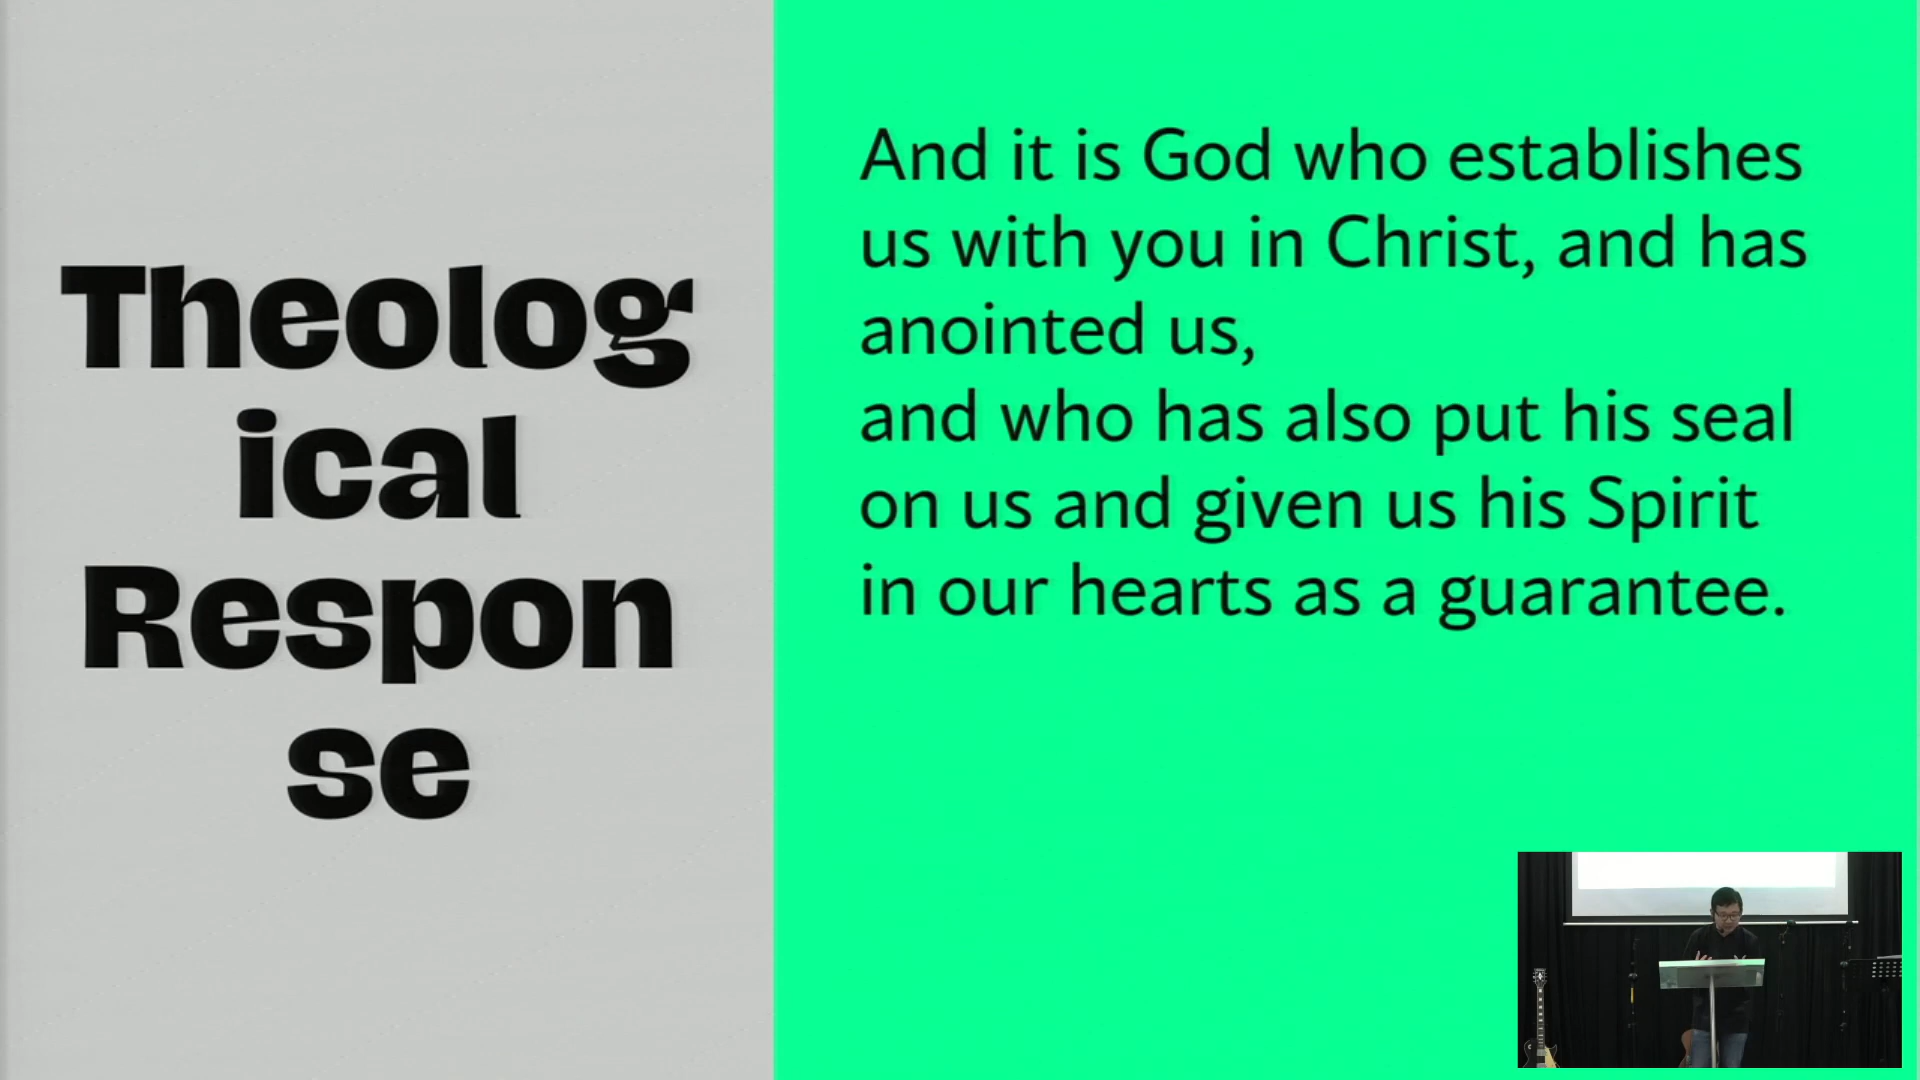 Theolog
ical
Respon
se
And it is God who establishes
us with you in Christ, and has
anointed us,
and who has also put his seal
on us and given us his Spirit
in our hearts as a guarantee.